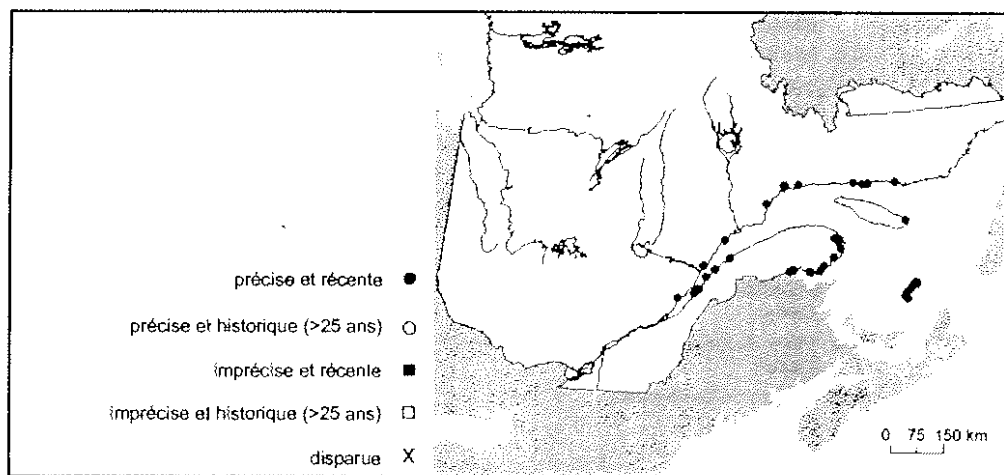 précise et récente ●
précise et historique (>25 ans) ○
imprécise et récente ■
imprécise et historique (>25 ans) □
disparue X
0 75 150 km